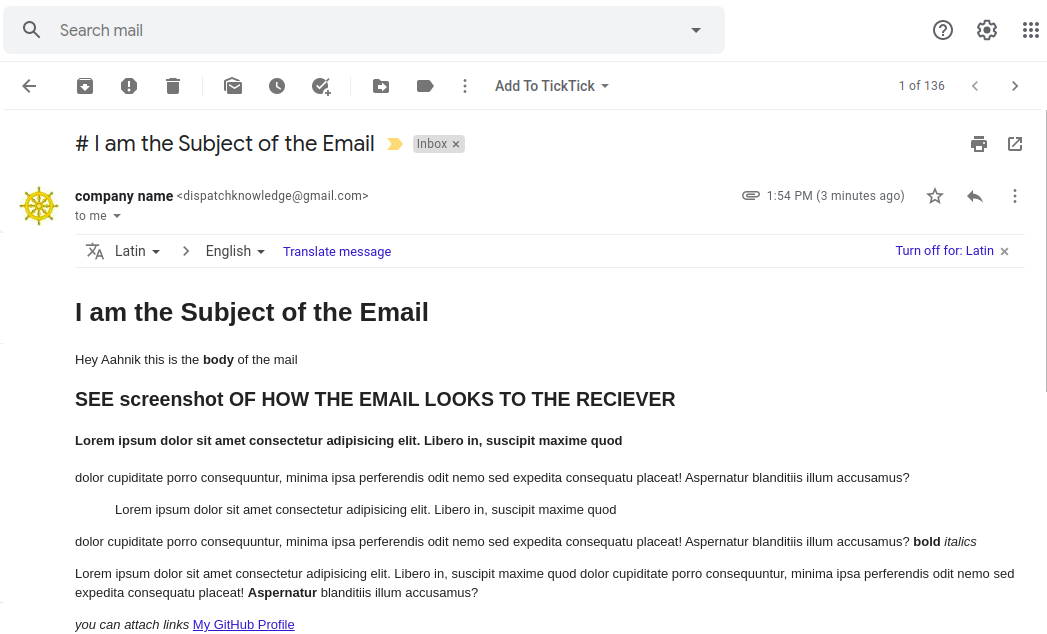 Search mail
Add To TickTick
1 of 136
# I am the Subject of the Email
Inbox ×
company name <dispatchknowledge@gmail.com>
1:54 PM (3 minutes ago)
to me
Latin > English Translate message
Turn off for: Latin ×
I am the Subject of the Email
Hey Aahnik this is the body of the mail
SEE screenshot OF HOW THE EMAIL LOOKS TO THE RECIEVER
Lorem ipsum dolor sit amet consectetur adipisicing elit. Libero in, suscipit maxime quod
dolor cupiditate porro consequuntur, minima ipsa perferendis odit nemo sed expedita consequatu placeat! Aspernatur blanditiis illum accusamus?
Lorem ipsum dolor sit amet consectetur adipisicing elit. Libero in, suscipit maxime quod
dolor cupiditate porro consequuntur, minima ipsa perferendis odit nemo sed expedita consequatu placeat! Aspernatur blanditiis illum accusamus? bold italics
Lorem ipsum dolor sit amet consectetur adipisicing elit. Libero in, suscipit maxime quod dolor cupiditate porro consequuntur, minima ipsa perferendis odit nemo sed
expedita consequatu placeat! Aspernatur blanditiis illum accusamus?
you can attach links My GitHub Profile